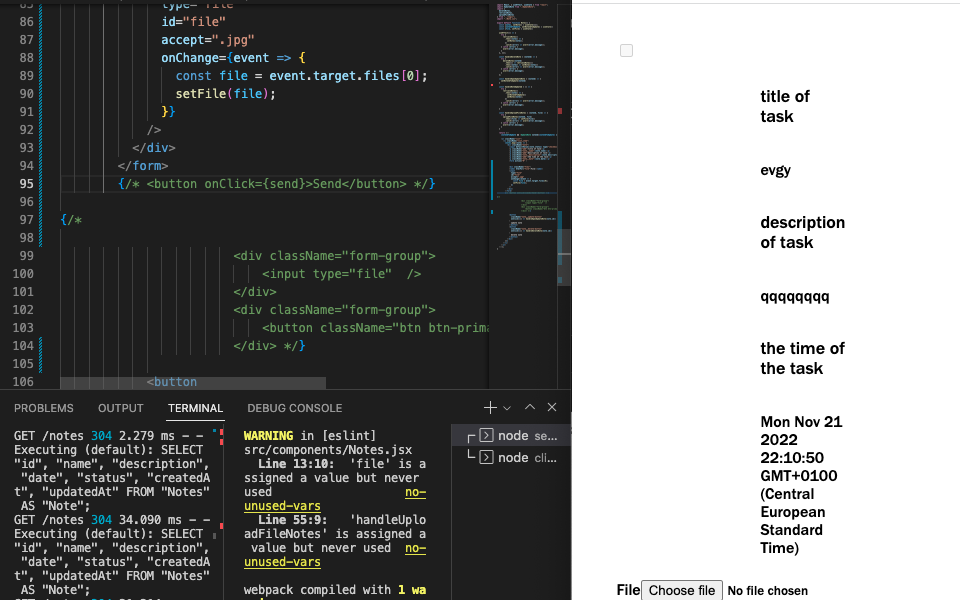 85 type="file"
86 id="file"
87 accept=".jpg"
88 onChange={event => {
89 const file = event.target.files[0];
90 setFile(file);
91 }}
92 />
93 </div>
94 </form>
95 {/* <button onClick={send}>Send</button> */}
96
97 {/*
98
99 <div className="form-group">
100 <input type="file"  />
101 </div>
102 <div className="form-group">
103 <button className="btn btn-prima
104 </div> */}
105
106 <button
PROBLEMS OUTPUT TERMINAL DEBUG CONSOLE
GET /notes 304 2.279 ms - -
Executing (default): SELECT
"id", "name", "description",
"date", "status", "createdA
t", "updatedAt" FROM "Notes"
AS "Note";
GET /notes 304 34.090 ms - -
Executing (default): SELECT
"id", "name", "description",
"date", "status", "createdA
t", "updatedAt" FROM "Notes"
AS "Note";
WARNING in [eslint]
src/components/Notes.jsx
Line 13:10:  'file' is a
ssigned a value but never
used no-
unused-vars
Line 55:9:   'handleUplo
adFileNotes' is assigned a
value but never used  no-
unused-vars
webpack compiled with 1 wa
node se...
node cli...
title of
task
evgy
description
of task
qqqqqqqq
the time of
the task
Mon Nov 21
2022
22:10:50
GMT+0100
(Central
European
Standard
Time)
File Choose file No file chosen